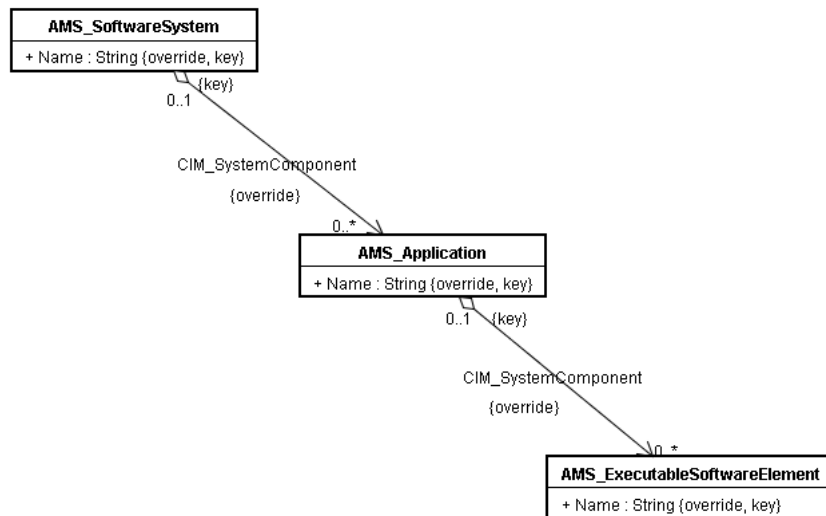 AMS_SoftwareSystem
+ Name : String {override, key}
{key}
0..1
CIM_SystemComponent
{override}
0..*
AMS_Application
+ Name : String {override, key}
0..1 {key}
CIM_SystemComponent
{override}
0..*
AMS_ExecutableSoftwareElement
+ Name : String {override, key}